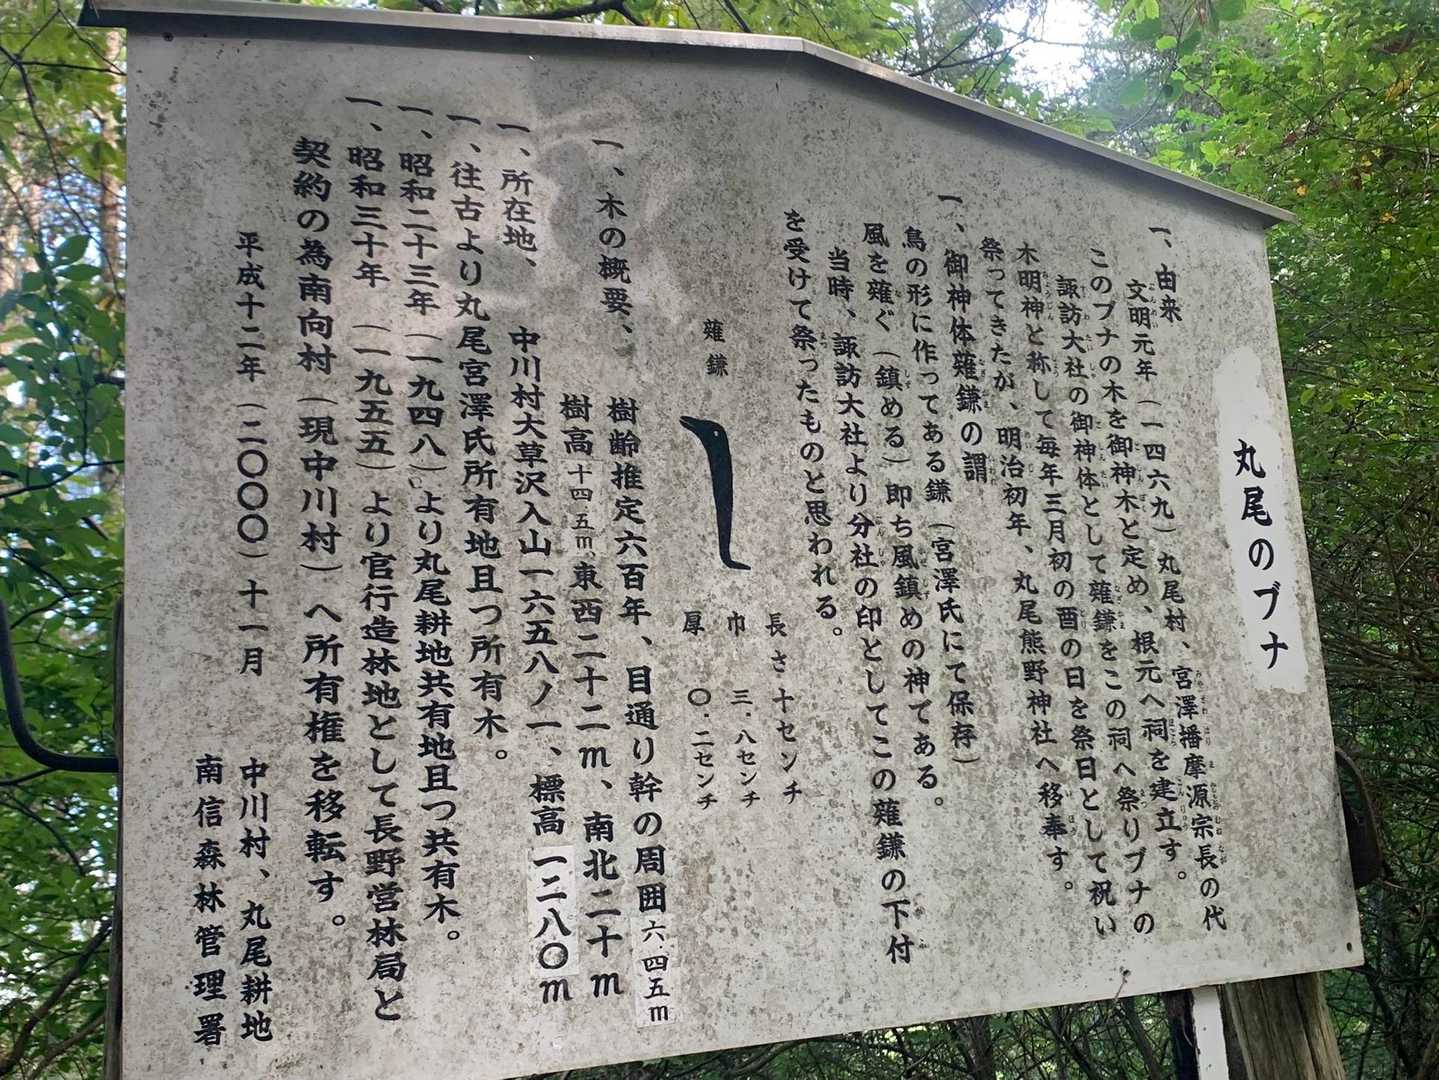 丸尾のブナ
一、由来
文明元年（一四六九）丸尾村、宮澤播摩源宗長の代
このブナの木を御神木と定め、根元へ祠を建立す。
諏訪大社の御神体として薙鎌をこの祠へ祭りブナの
木明神と称して毎年三月初の酉の日を祭日として祝い
祭ってきたが、明治初年、丸尾熊野神社へ移奉す。
一、御神体薙鎌の謂
鳥の形に作ってある鎌（宮澤氏にて保存）
風を薙ぐ（鎮める）即ち風鎮めの神である。
当時、諏訪大社より分社の印としてこの薙鎌の下付
を受けて祭ったものと思われる。
薙鎌
長さ 十センチ
巾 三.八センチ
厚 〇.二センチ
一、木の概要、
樹齢推定六百年、目通り幹の周囲六.四五m
樹高十四.五m、東西二十二m、南北二十m
一、所在地、
中川村大草沢入山一六五八ノ一、標高一二八〇m
一、往古より丸尾宮澤氏所有地且つ所有木。
一、昭和二十三年（一九四八）より丸尾耕地共有地且つ共有木。
一、昭和三十年（一九五五）より官行造林地として長野営林局と
契約の為南向村（現中川村）へ所有権を移転す。
平成十二年（二〇〇〇）十一月
中川村、丸尾耕地
南信森林管理署